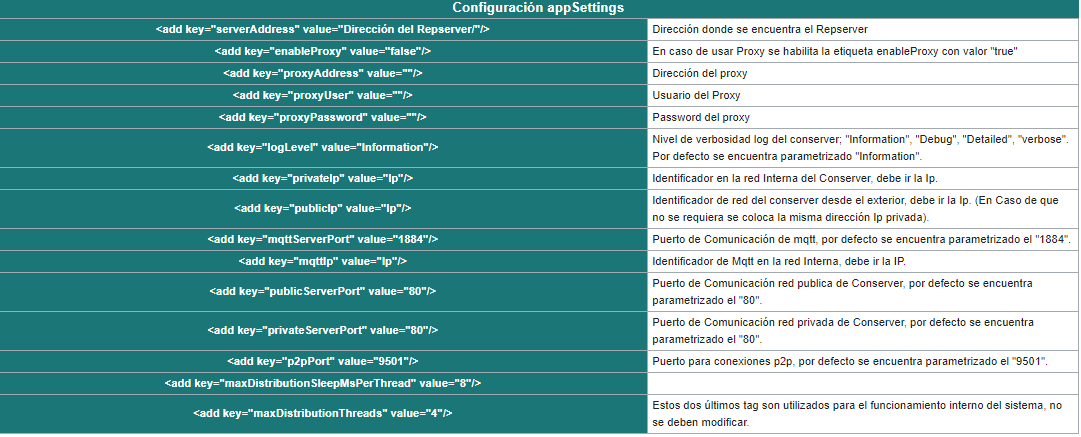 Configuración appSettings
<add key="serverAddress" value="Dirección del Repserver/"/>
Dirección donde se encuentra el Repserver
<add key="enableProxy" value="false"/>
En caso de usar Proxy se habilita la etiqueta enableProxy con valor "true"
<add key="proxyAddress" value=""/>
Dirección del proxy
<add key="proxyUser" value=""/>
Usuario del Proxy
<add key="proxyPassword" value=""/>
Password del proxy
<add key="logLevel" value="Information"/>
Nivel de verbosidad log del conserver; "Information", "Debug", "Detailed", "verbose".
Por defecto se encuentra parametrizado "Information".
<add key="privateIp" value="Ip"/>
Identificador en la red Interna del Conserver, debe ir la Ip.
<add key="publicIp" value="Ip"/>
Identificador de red del conserver desde el exterior, debe ir la Ip. (En Caso de que
no se requiera se coloca la misma dirección Ip privada).
<add key="mqttServerPort" value="1884"/>
Puerto de Comunicación de mqtt, por defecto se encuentra parametrizado el "1884".
<add key="mqttIp" value="Ip"/>
Identificador de Mqtt en la red Interna, debe ir la IP.
<add key="publicServerPort" value="80"/>
Puerto de Comunicación red publica de Conserver, por defecto se encuentra
parametrizado el "80".
<add key="privateServerPort" value="80"/>
Puerto de Comunicación red privada de Conserver, por defecto se encuentra
parametrizado el "80".
<add key="p2pPort" value="9501"/>
Puerto para conexiones p2p, por defecto se encuentra parametrizado el "9501".
<add key="maxDistributionSleepMsPerThread" value="8"/>
<add key="maxDistributionThreads" value="4"/>
Estos dos últimos tag son utilizados para el funcionamiento interno del sistema, no
se deben modificar.